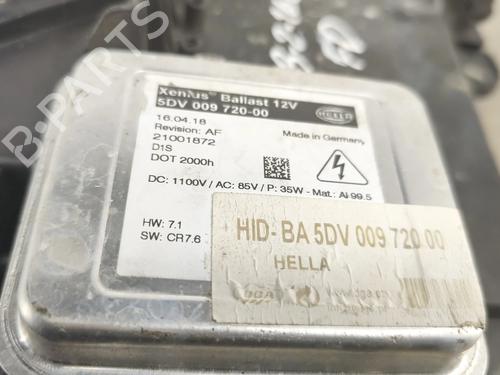 Xenius® Ballast 12V
5DV 009 720-00
HELLA
16.04.18
Made in Germany
Revision: AF
21001872
D1S
DOT 2000h
DC: 1100V / AC: 85V / P: 35W - Mat.: Al 99.5
HW: 7.1
SW: CR7.6
HID-BA 5DV 009 720 00
HELLA
B-PARTS